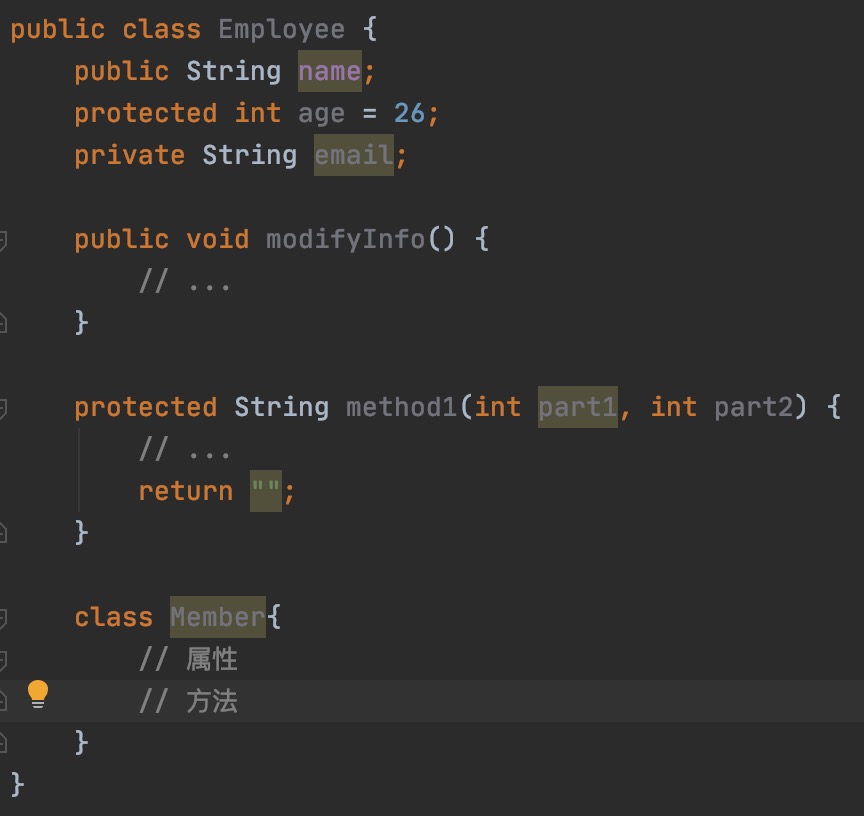 public class Employee {
    public String name;
    protected int age = 26;
    private String email;

    public void modifyInfo() {
        // ...
    }

    protected String method1(int part1, int part2) {
        // ...
        return "";
    }

    class Member{
        // 属性
        // 方法
    }
}